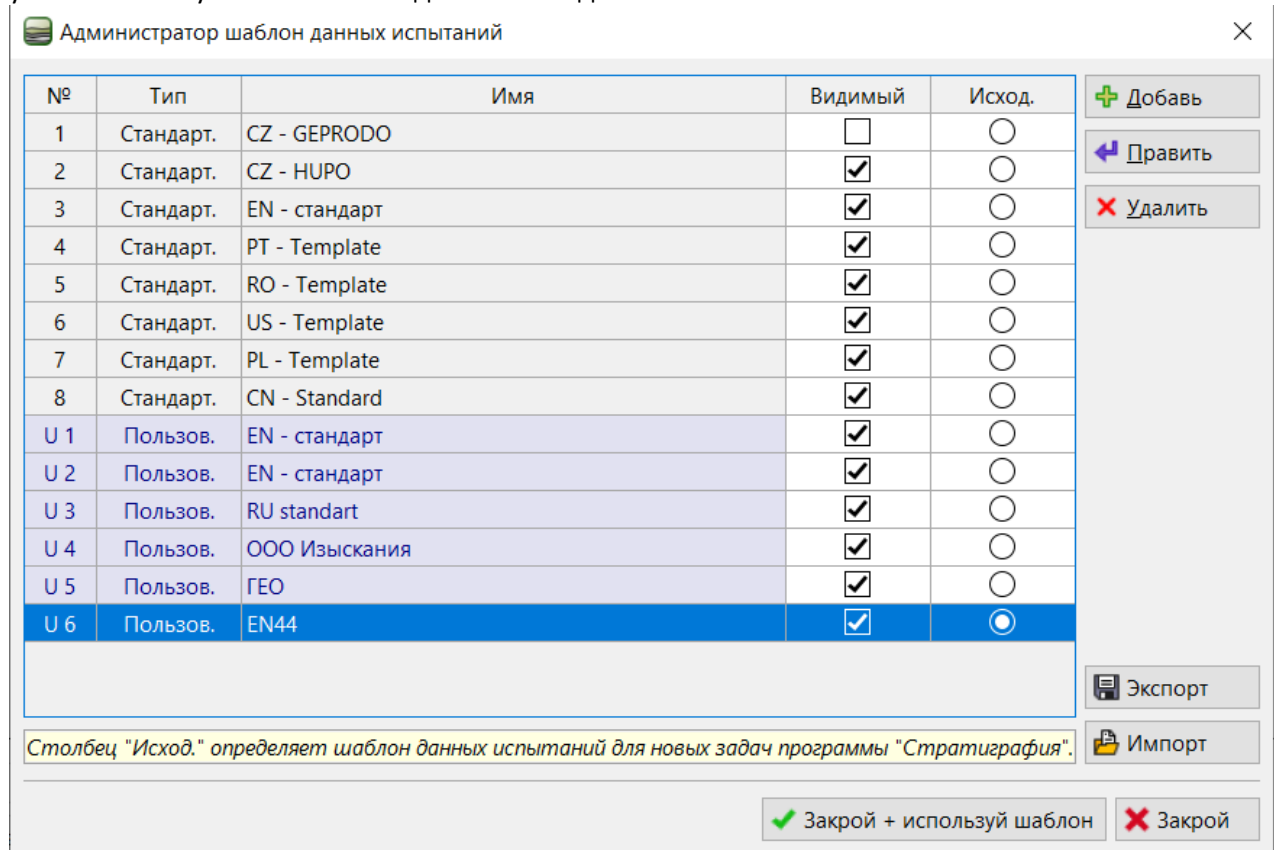 Администратор шаблон данных испытаний
№ Тип Имя Видимый Исход.
1 Стандарт. CZ - GEPRODO
2 Стандарт. CZ - HUPO
3 Стандарт. EN - стандарт
4 Стандарт. PT - Template
5 Стандарт. RO - Template
6 Стандарт. US - Template
7 Стандарт. PL - Template
8 Стандарт. CN - Standard
U 1 Пользов. EN - стандарт
U 2 Пользов. EN - стандарт
U 3 Пользов. RU standart
U 4 Пользов. ООО Изыскания
U 5 Пользов. ГЕО
U 6 Пользов. EN44
Добавь
Править
Удалить
Экспорт
Импорт
Столбец "Исход." определяет шаблон данных испытаний для новых задач программы "Стратиграфия".
Закрой + используй шаблон
Закрой